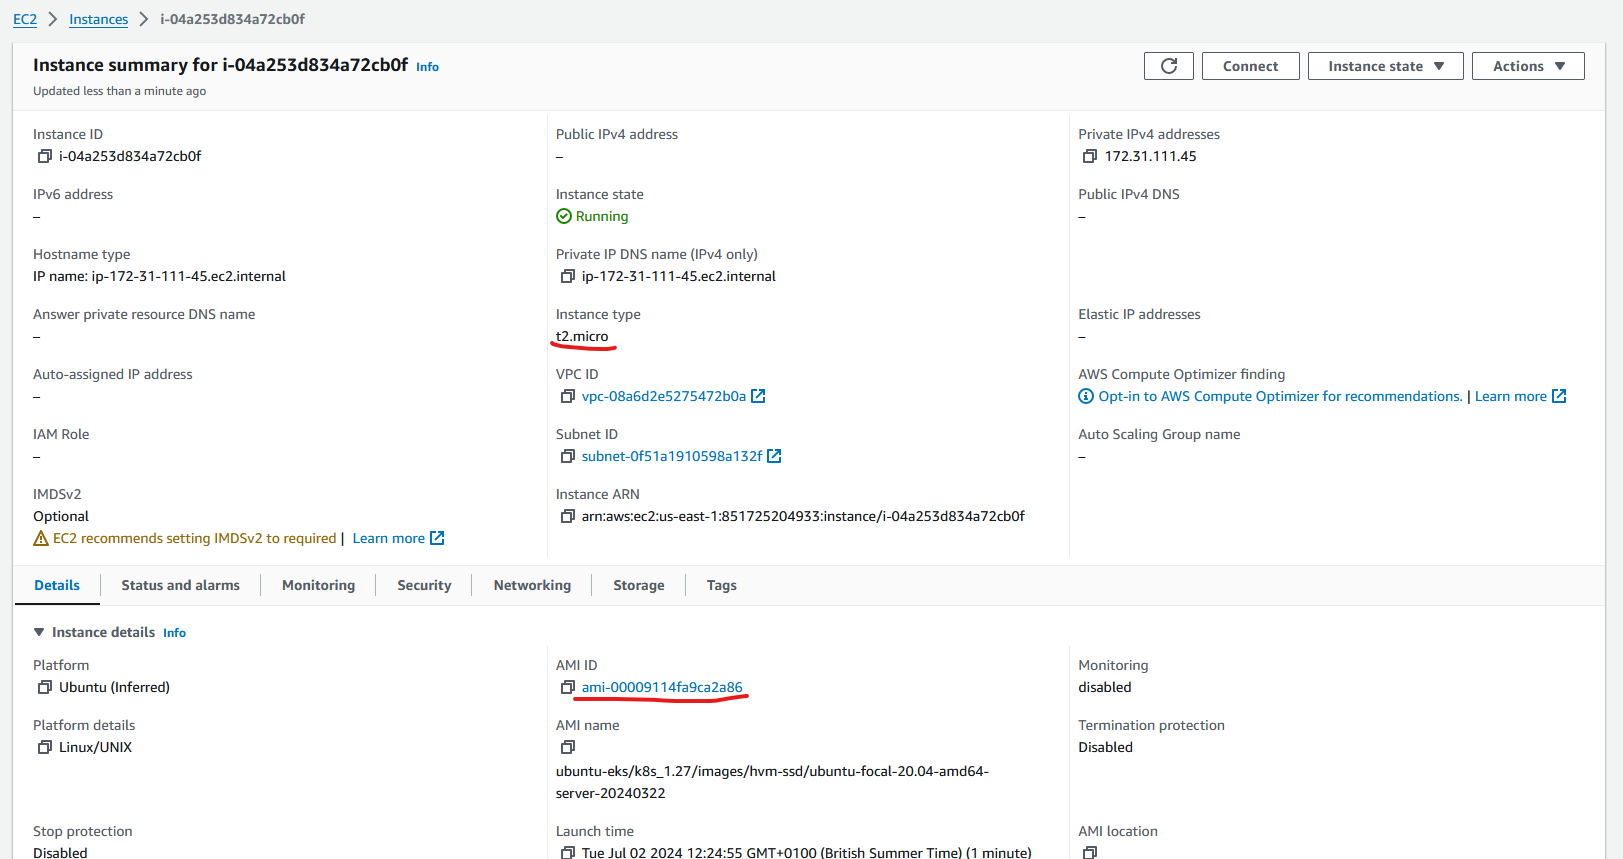 EC2 > Instances > i-04a253d834a72cb0f
Instance summary for i-04a253d834a72cb0f Info
Connect Instance state Actions
Updated less than a minute ago
Instance ID
i-04a253d834a72cb0f
Public IPv4 address
–
Private IPv4 addresses
172.31.111.45
IPv6 address
–
Instance state
Running
Public IPv4 DNS
–
Hostname type
IP name: ip-172-31-111-45.ec2.internal
Private IP DNS name (IPv4 only)
ip-172-31-111-45.ec2.internal
Answer private resource DNS name
–
Instance type
t2.micro
Elastic IP addresses
–
Auto-assigned IP address
–
VPC ID
vpc-08a6d2e5275472b0a
AWS Compute Optimizer finding
Opt-in to AWS Compute Optimizer for recommendations. | Learn more
IAM Role
–
Subnet ID
subnet-0f51a1910598a132f
Auto Scaling Group name
–
IMDSv2
Optional
EC2 recommends setting IMDSv2 to required | Learn more
Instance ARN
arn:aws:ec2:us-east-1:851725204933:instance/i-04a253d834a72cb0f
Details Status and alarms Monitoring Security Networking Storage Tags
Instance details Info
Platform
Ubuntu (Inferred)
AMI ID
ami-00009114fa9ca2a86
Monitoring
disabled
Platform details
Linux/UNIX
AMI name
ubuntu-eks/k8s_1.27/images/hvm-ssd/ubuntu-focal-20.04-amd64-
server-20240322
Termination protection
Disabled
Stop protection
Disabled
Launch time
Tue Jul 02 2024 12:24:55 GMT+0100 (British Summer Time) (1 minute)
AMI location